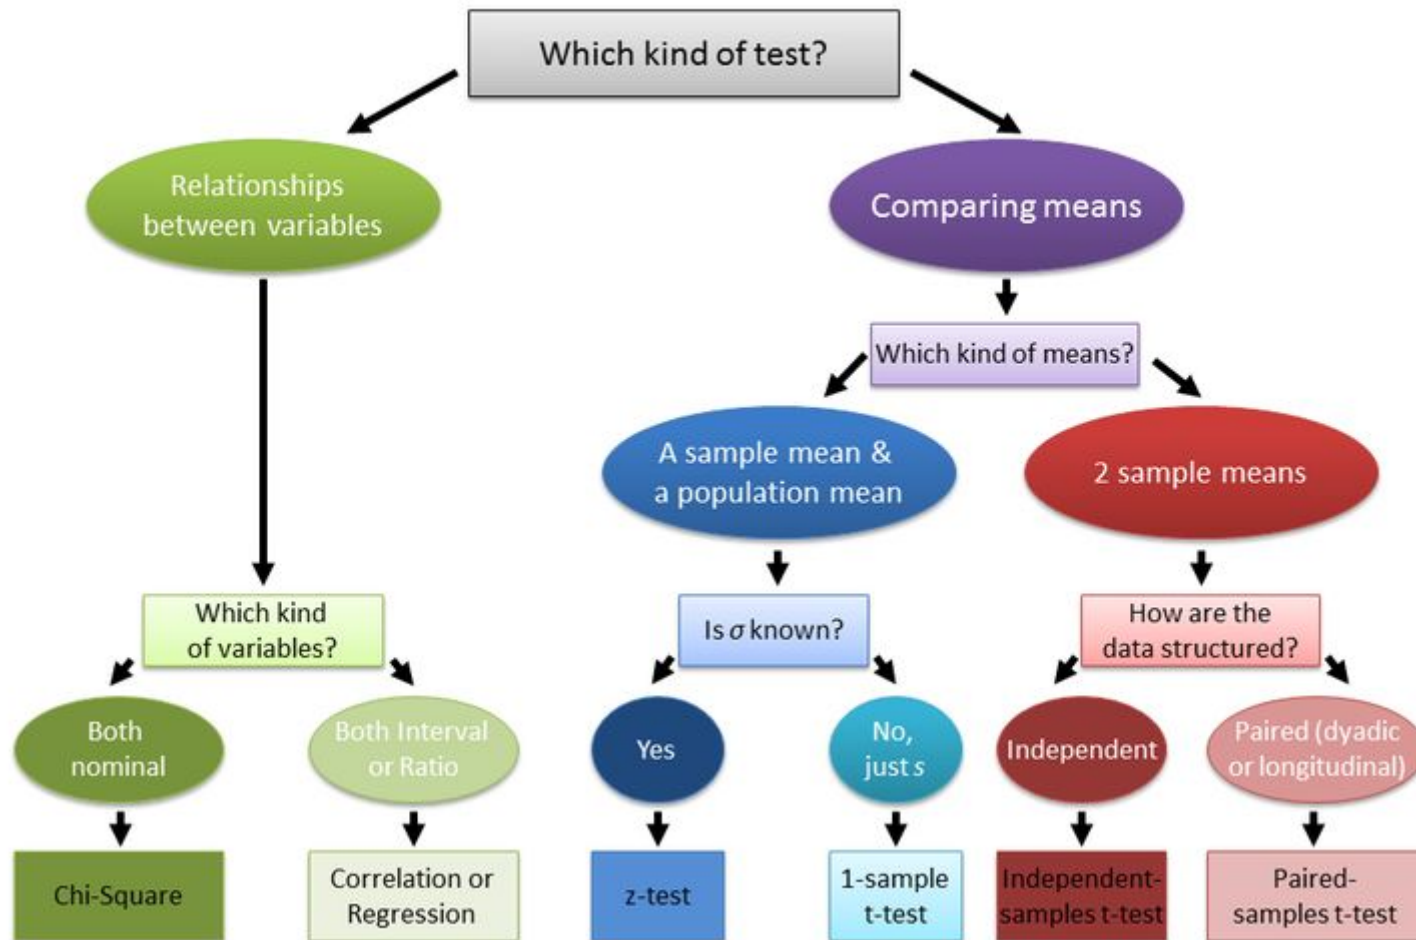 Which kind of test?
Relationships
between variables
Comparing means
Which kind of means?
A sample mean &
a population mean
2 sample means
Which kind
of variables?
Is σ known?
How are the
data structured?
Both
nominal
Both Interval
or Ratio
Yes
No,
just s
Independent
Paired (dyadic
or longitudinal)
Chi-Square
Correlation or
Regression
z-test
1-sample
t-test
Independent-
samples t-test
Paired-
samples t-test